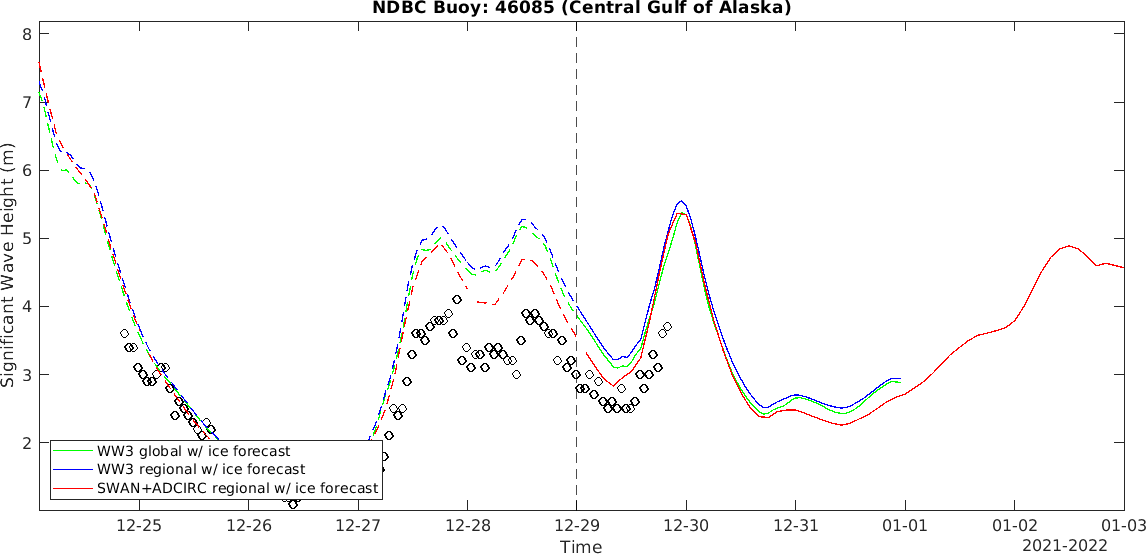 NDBC Buoy: 46085 (Central Gulf of Alaska)
8
7
6
5
4
3
2
Significant Wave Height (m)
WW3 global w/ ice forecast
WW3 regional w/ ice forecast
SWAN+ADCIRC regional w/ ice forecast
12-25 12-26 12-27 12-28 12-29 12-30 12-31 01-01 01-02 01-03
Time
2021-2022